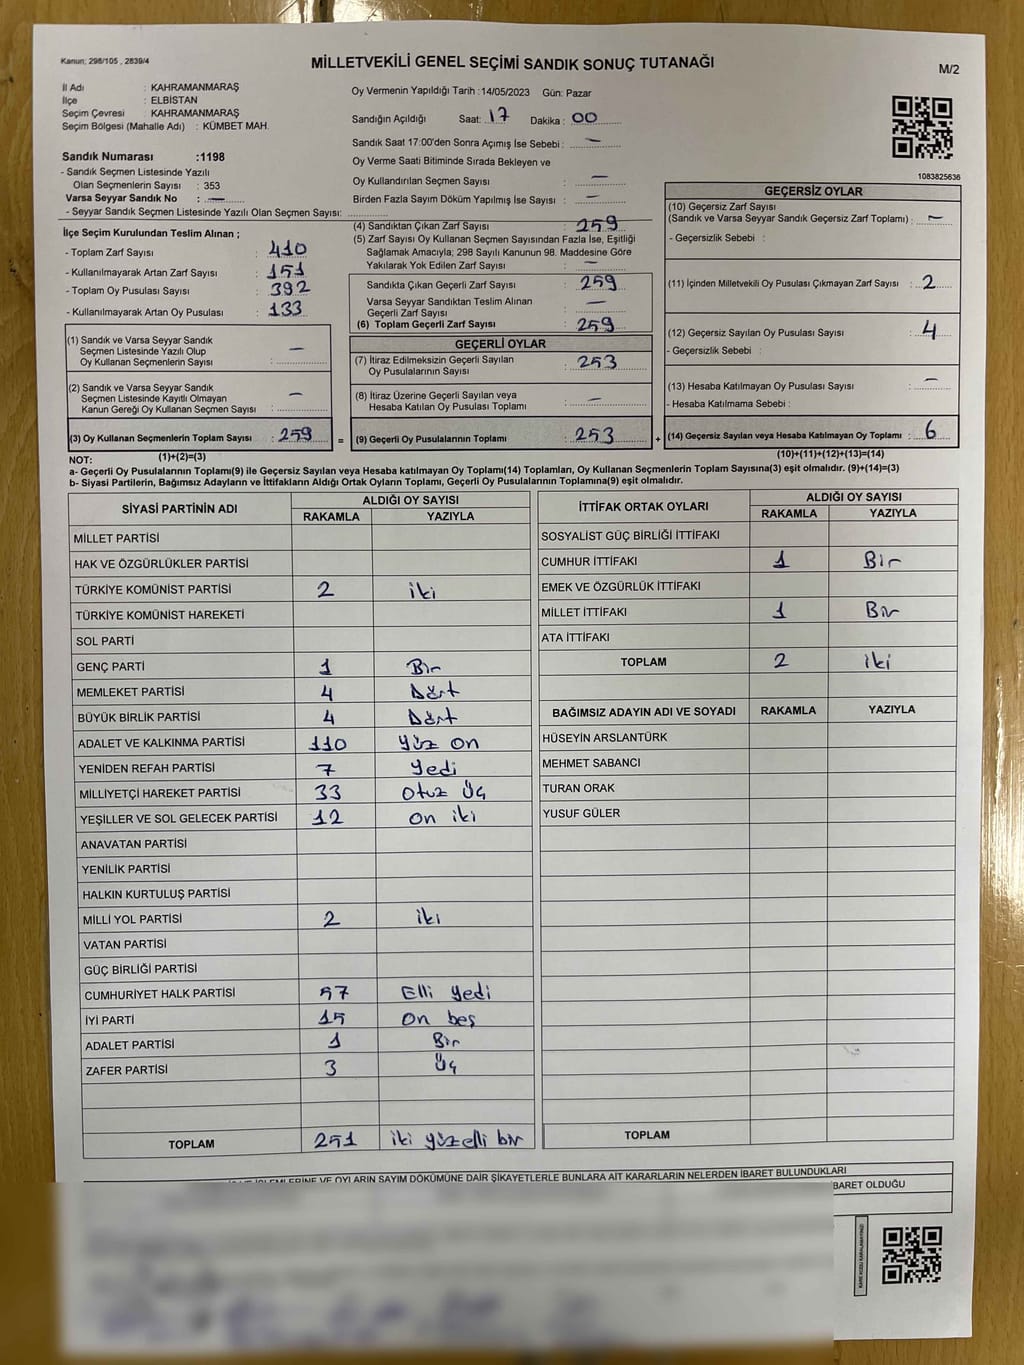 Kanun; 298/105 , 2839/4
MİLLETVEKİLİ GENEL SEÇİMİ SANDIK SONUÇ TUTANAĞI
M/2
İl Adı : KAHRAMANMARAŞ
İlçe : ELBİSTAN
Seçim Çevresi : KAHRAMANMARAŞ
Seçim Bölgesi (Mahalle Adı) : KÜMBET MAH.
Sandık Numarası :1198
- Sandık Seçmen Listesinde Yazılı
Olan Seçmenlerin Sayısı : 353
Varsa Seyyar Sandık No : —
- Seyyar Sandık Seçmen Listesinde Yazılı Olan Seçmen Sayısı:
İlçe Seçim Kurulundan Teslim Alınan ;
- Toplam Zarf Sayısı : 410
- Kullanılmayarak Artan Zarf Sayısı : 151
- Toplam Oy Pusulası Sayısı : 392
- Kullanılmayarak Artan Oy Pusulası : 133
(1) Sandık ve Varsa Seyyar Sandık
Seçmen Listesinde Yazılı Olup
Oy Kullanan Seçmenlerin Sayısı : —
(2) Sandık ve Varsa Seyyar Sandık
Seçmen Listesinde Kayıtlı Olmayan
Kanun Gereği Oy Kullanan Seçmen Sayısı : —
(3) Oy Kullanan Seçmenlerin Toplam Sayısı : 259
(1)+(2)=(3)
Oy Vermenin Yapıldığı Tarih :14/05/2023 Gün: Pazar
Sandığın Açıldığı Saat: 17 Dakika : 00
Sandık Saat 17:00'den Sonra Açımış İse Sebebi : —
Oy Verme Saati Bitiminde Sırada Bekleyen ve
Oy Kullandırılan Seçmen Sayısı : —
Birden Fazla Sayım Döküm Yapılmış İse Sayısı : —
(4) Sandıktan Çıkan Zarf Sayısı : 259
(5) Zarf Sayısı Oy Kullanan Seçmen Sayısından Fazla İse, Eşitliği
Sağlamak Amacıyla; 298 Sayılı Kanunun 98. Maddesine Göre
Yakılarak Yok Edilen Zarf Sayısı : —
Sandıkta Çıkan Geçerli Zarf Sayısı : 259
Varsa Seyyar Sandıktan Teslim Alınan
Geçerli Zarf Sayısı : —
(6) Toplam Geçerli Zarf Sayısı : 259
GEÇERLİ OYLAR
(7) İtiraz Edilmeksizin Geçerli Sayılan
Oy Pusulalarının Sayısı : 253
(8) İtiraz Üzerine Geçerli Sayılan veya
Hesaba Katılan Oy Pusulası Toplamı : —
= (9) Geçerli Oy Pusulalarının Toplamı : 253
1083825636
GEÇERSİZ OYLAR
(10) Geçersiz Zarf Sayısı
(Sandık ve Varsa Seyyar Sandık Geçersiz Zarf Toplamı) : —
- Geçersizlik Sebebi :
(11) İçinden Milletvekili Oy Pusulası Çıkmayan Zarf Sayısı : 2
(12) Geçersiz Sayılan Oy Pusulası Sayısı : 4
- Geçersizlik Sebebi :
(13) Hesaba Katılmayan Oy Pusulası Sayısı : —
- Hesaba Katılmama Sebebi :
+ (14) Geçersiz Sayılan veya Hesaba Katılmayan Oy Toplamı : 6
(10)+(11)+(12)+(13)=(14)
NOT:
a- Geçerli Oy Pusulalarının Toplamı(9) ile Geçersiz Sayılan veya Hesaba katılmayan Oy Toplamı(14) Toplamları, Oy Kullanan Seçmenlerin Toplam Sayısına(3) eşit olmalıdır. (9)+(14)=(3)
b- Siyasi Partilerin, Bağımsız Adayların ve İttifakların Aldığı Ortak Oyların Toplamı, Geçerli Oy Pusulalarının Toplamına(9) eşit olmalıdır.
SİYASİ PARTİNİN ADI ALDIĞI OY SAYISI
RAKAMLA YAZIYLA
MİLLET PARTİSİ
HAK VE ÖZGÜRLÜKLER PARTİSİ
TÜRKİYE KOMÜNİST PARTİSİ 2 iki
TÜRKİYE KOMÜNİST HAREKETİ
SOL PARTİ
GENÇ PARTİ 1 Bir
MEMLEKET PARTİSİ 4 Dört
BÜYÜK BİRLİK PARTİSİ 4 Dört
ADALET VE KALKINMA PARTİSİ 110 Yüz on
YENİDEN REFAH PARTİSİ 7 Yedi
MİLLİYETÇİ HAREKET PARTİSİ 33 Otuz Üç
YEŞİLLER VE SOL GELECEK PARTİSİ 12 On iki
ANAVATAN PARTİSİ
YENİLİK PARTİSİ
HALKIN KURTULUŞ PARTİSİ
MİLLİ YOL PARTİSİ 2 iki
VATAN PARTİSİ
GÜÇ BİRLİĞİ PARTİSİ
CUMHURİYET HALK PARTİSİ 57 Elli yedi
İYİ PARTİ 15 On beş
ADALET PARTİSİ 1 Bir
ZAFER PARTİSİ 3 Üç
TOPLAM 251 iki yüzelli bir
İTTİFAK ORTAK OYLARI ALDIĞI OY SAYISI
RAKAMLA YAZIYLA
SOSYALİST GÜÇ BİRLİĞİ İTTİFAKI
CUMHUR İTTİFAKI 1 Bir
EMEK VE ÖZGÜRLÜK İTTİFAKI
MİLLET İTTİFAKI 1 Bir
ATA İTTİFAKI
TOPLAM 2 iki
BAĞIMSIZ ADAYIN ADI VE SOYADI RAKAMLA YAZIYLA
HÜSEYİN ARSLANTÜRK
MEHMET SABANCI
TURAN ORAK
YUSUF GÜLER
TOPLAM
VE OYLARIN SAYIM DÖKÜMÜNE DAİR ŞİKAYETLERLE BUNLARA AİT KARARLARIN NELERDEN İBARET BULUNDUKLARI
BARET OLDUĞU
KARE KODU KARALAMAYINIZ!